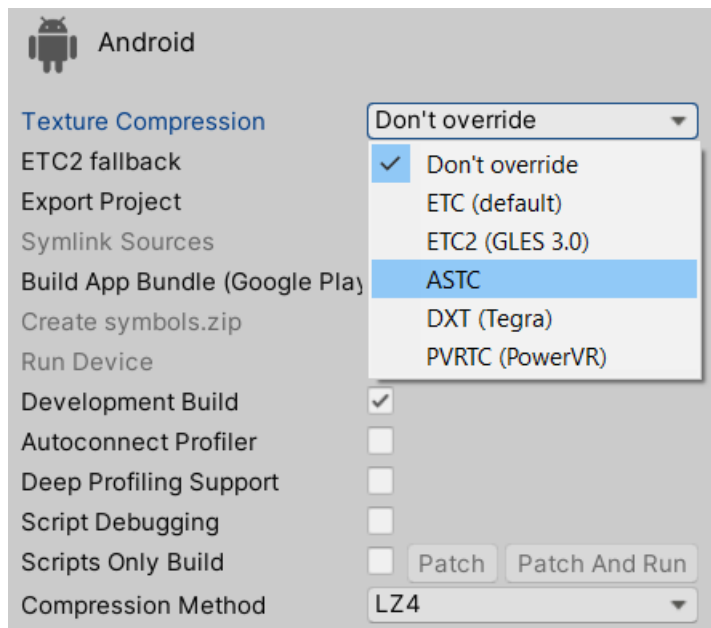 Android
Texture Compression Don't override
ETC2 fallback Don't override
Export Project ETC (default)
Symlink Sources ETC2 (GLES 3.0)
Build App Bundle (Google Play ASTC
Create symbols.zip DXT (Tegra)
Run Device PVRTC (PowerVR)
Development Build
Autoconnect Profiler
Deep Profiling Support
Script Debugging
Scripts Only Build Patch Patch And Run
Compression Method LZ4